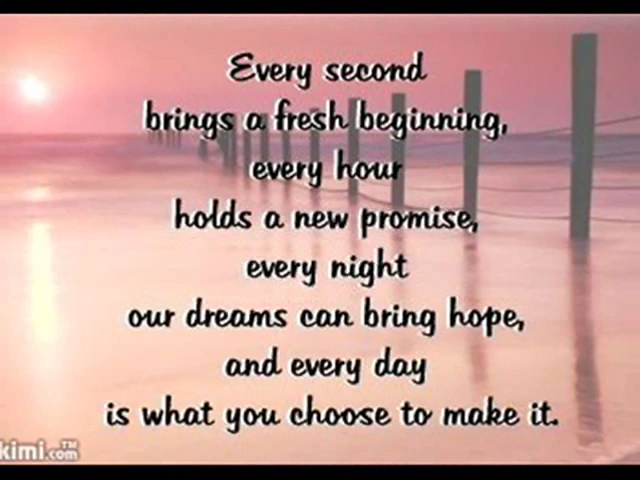 Every second
brings a fresh beginning,
every hour
holds a new promise,
every night
our dreams can bring hope,
and every day
is what you choose to make it.
kimi.com™